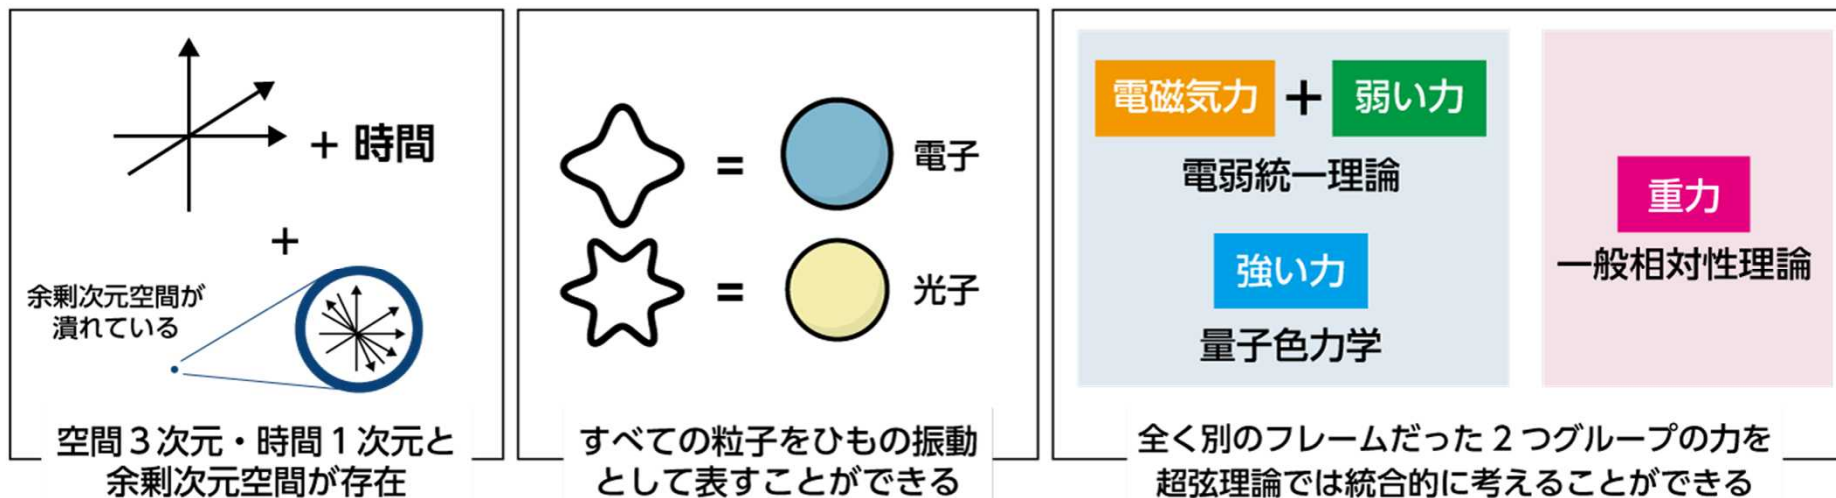 + 時間
+
余剰次元空間が
潰れている
空間3次元・時間1次元と
余剰次元空間が存在
= 電子
= 光子
すべての粒子をひもの振動
として表すことができる
電磁気力 + 弱い力
電弱統一理論
強い力
量子色力学
重力
一般相対性理論
全く別のフレームだった2つグループの力を
超弦理論では統合的に考えることができる